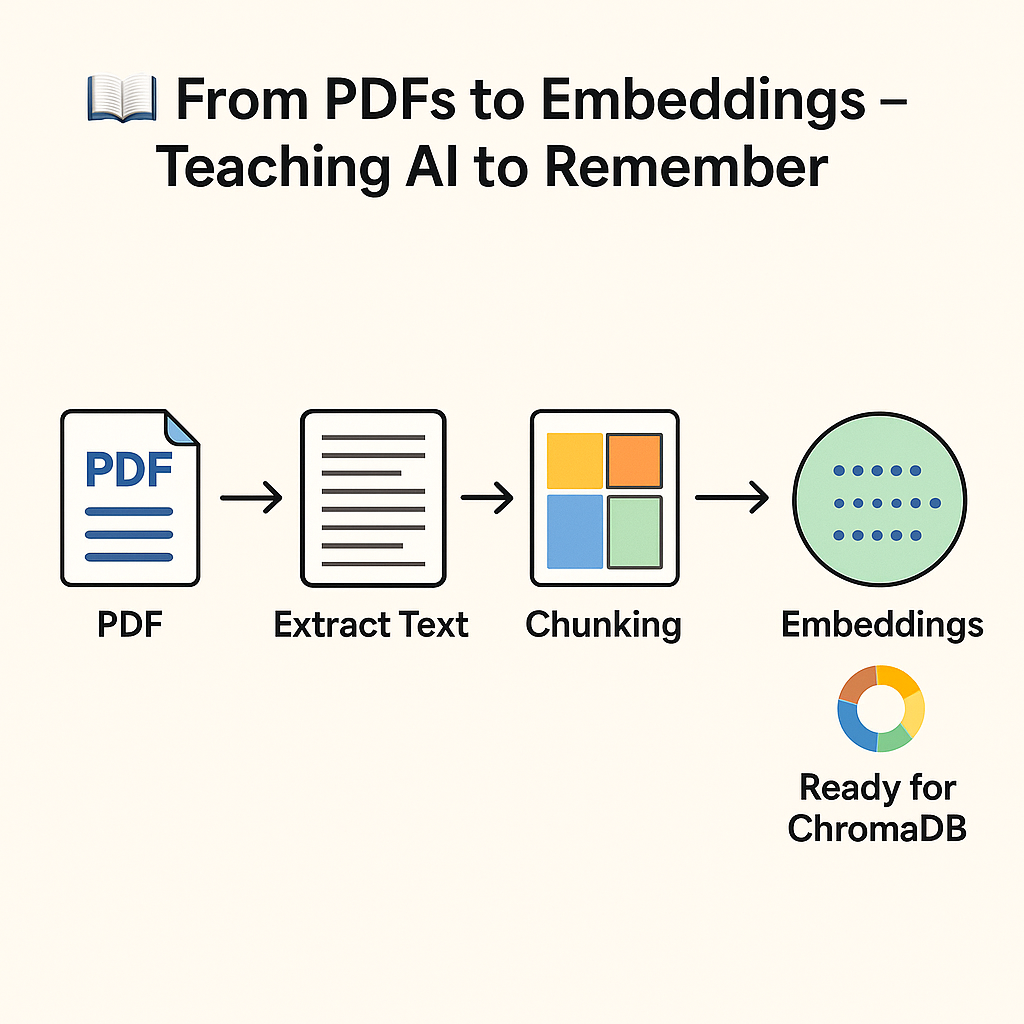 📖 From PDFs to Embeddings –
Teaching AI to Remember
PDF
PDF
Extract Text
Chunking
Embeddings
Ready for
ChromaDB